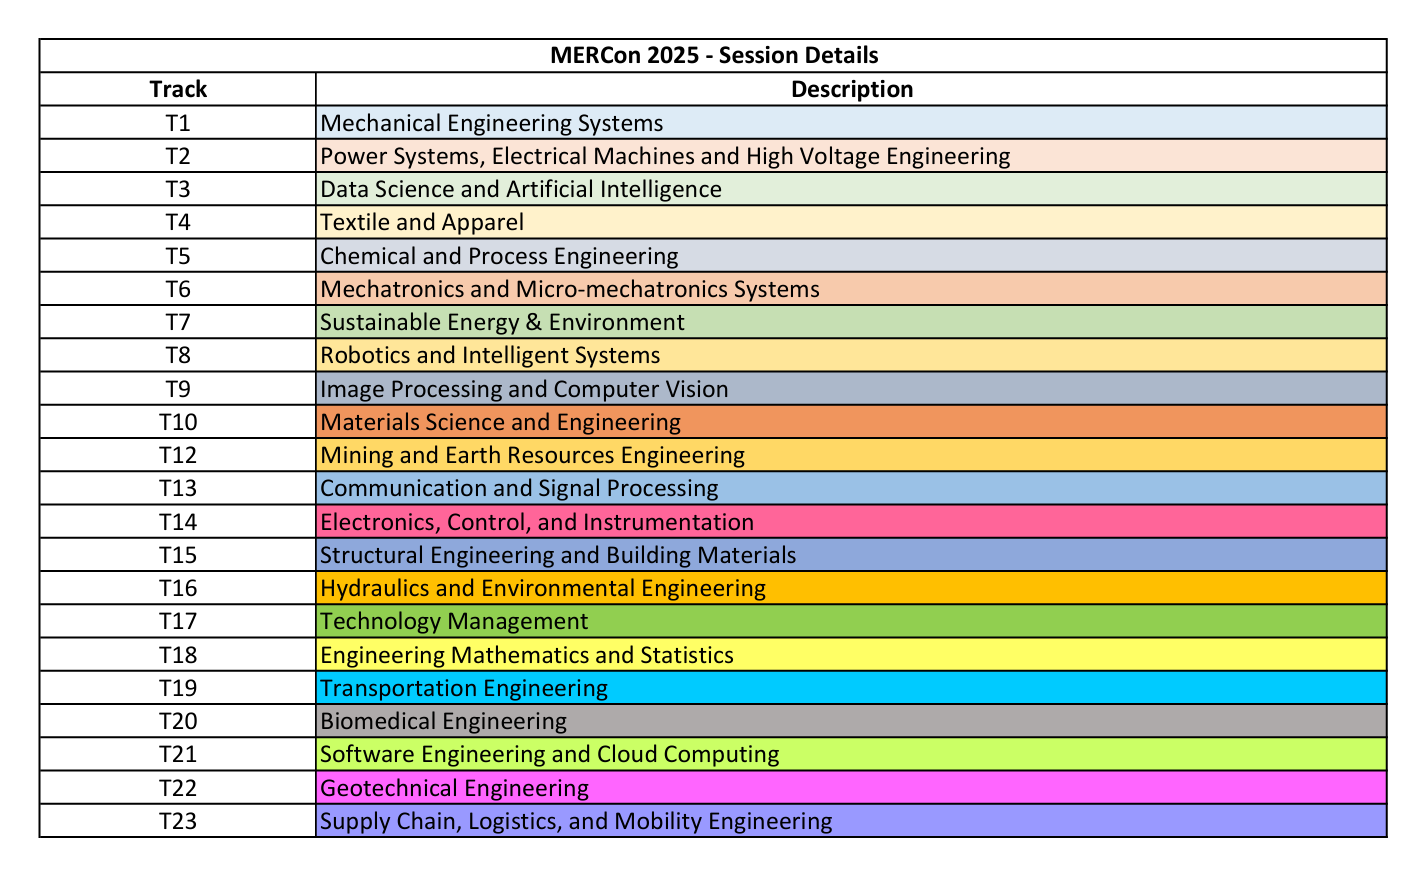 MERCon 2025 - Session Details
Track Description
T1 Mechanical Engineering Systems
T2 Power Systems, Electrical Machines and High Voltage Engineering
T3 Data Science and Artificial Intelligence
T4 Textile and Apparel
T5 Chemical and Process Engineering
T6 Mechatronics and Micro-mechatronics Systems
T7 Sustainable Energy & Environment
T8 Robotics and Intelligent Systems
T9 Image Processing and Computer Vision
T10 Materials Science and Engineering
T12 Mining and Earth Resources Engineering
T13 Communication and Signal Processing
T14 Electronics, Control, and Instrumentation
T15 Structural Engineering and Building Materials
T16 Hydraulics and Environmental Engineering
T17 Technology Management
T18 Engineering Mathematics and Statistics
T19 Transportation Engineering
T20 Biomedical Engineering
T21 Software Engineering and Cloud Computing
T22 Geotechnical Engineering
T23 Supply Chain, Logistics, and Mobility Engineering